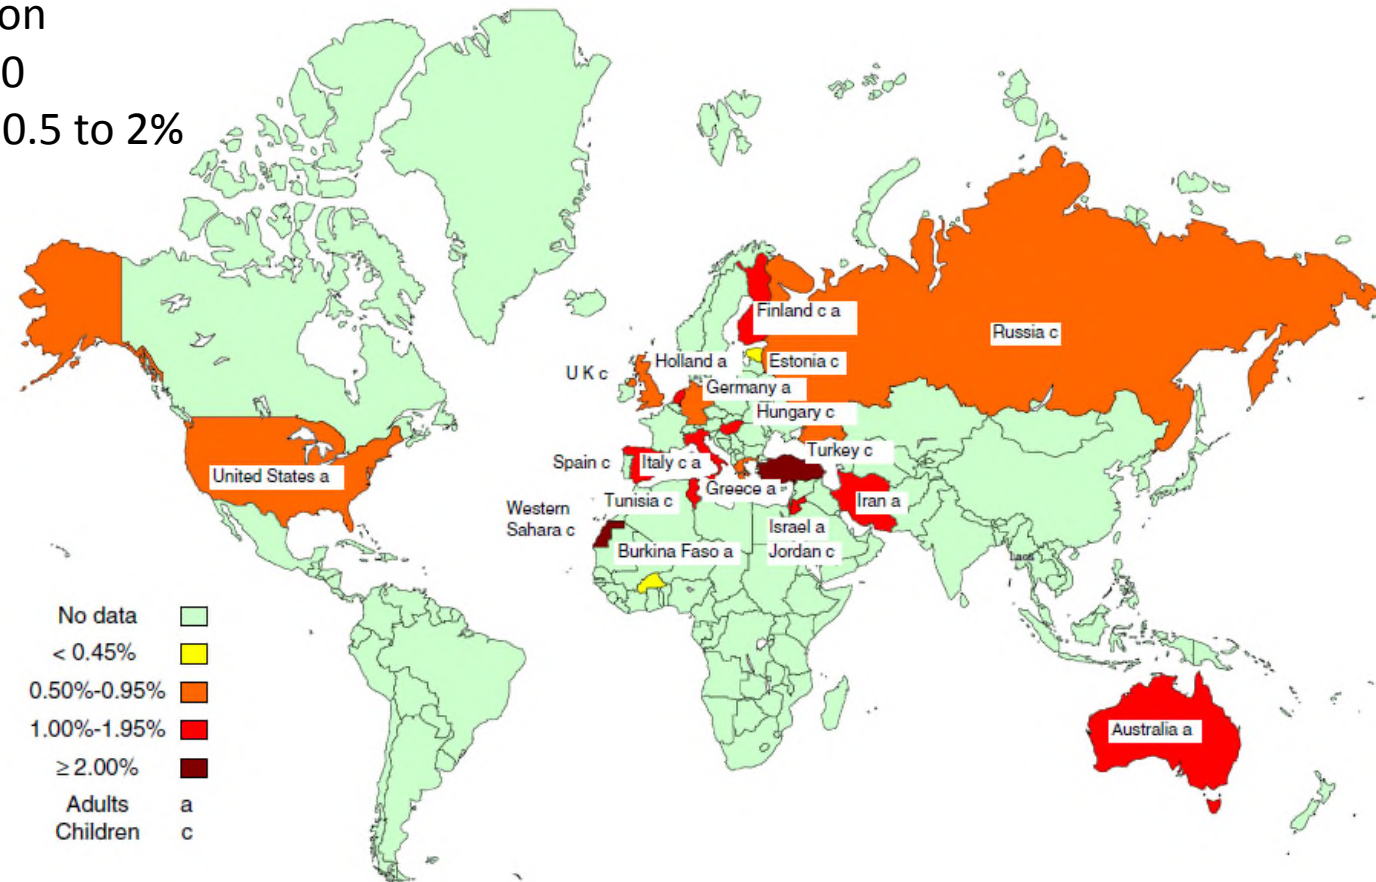 on
0
0.5 to 2%
Finland c a
Russia c
Holland a
Estonia c
U K c
Germany a
Hungary c
Turkey c
Spain c
Italy c a
United States a
Greece a
Iran a
Tunisia c
Western
Sahara c
Israel a
Burkina Faso a
Jordan c
Laos
No data
< 0.45%
0.50%-0.95%
1.00%-1.95%
≥ 2.00%
Adults a
Children c
Australia a